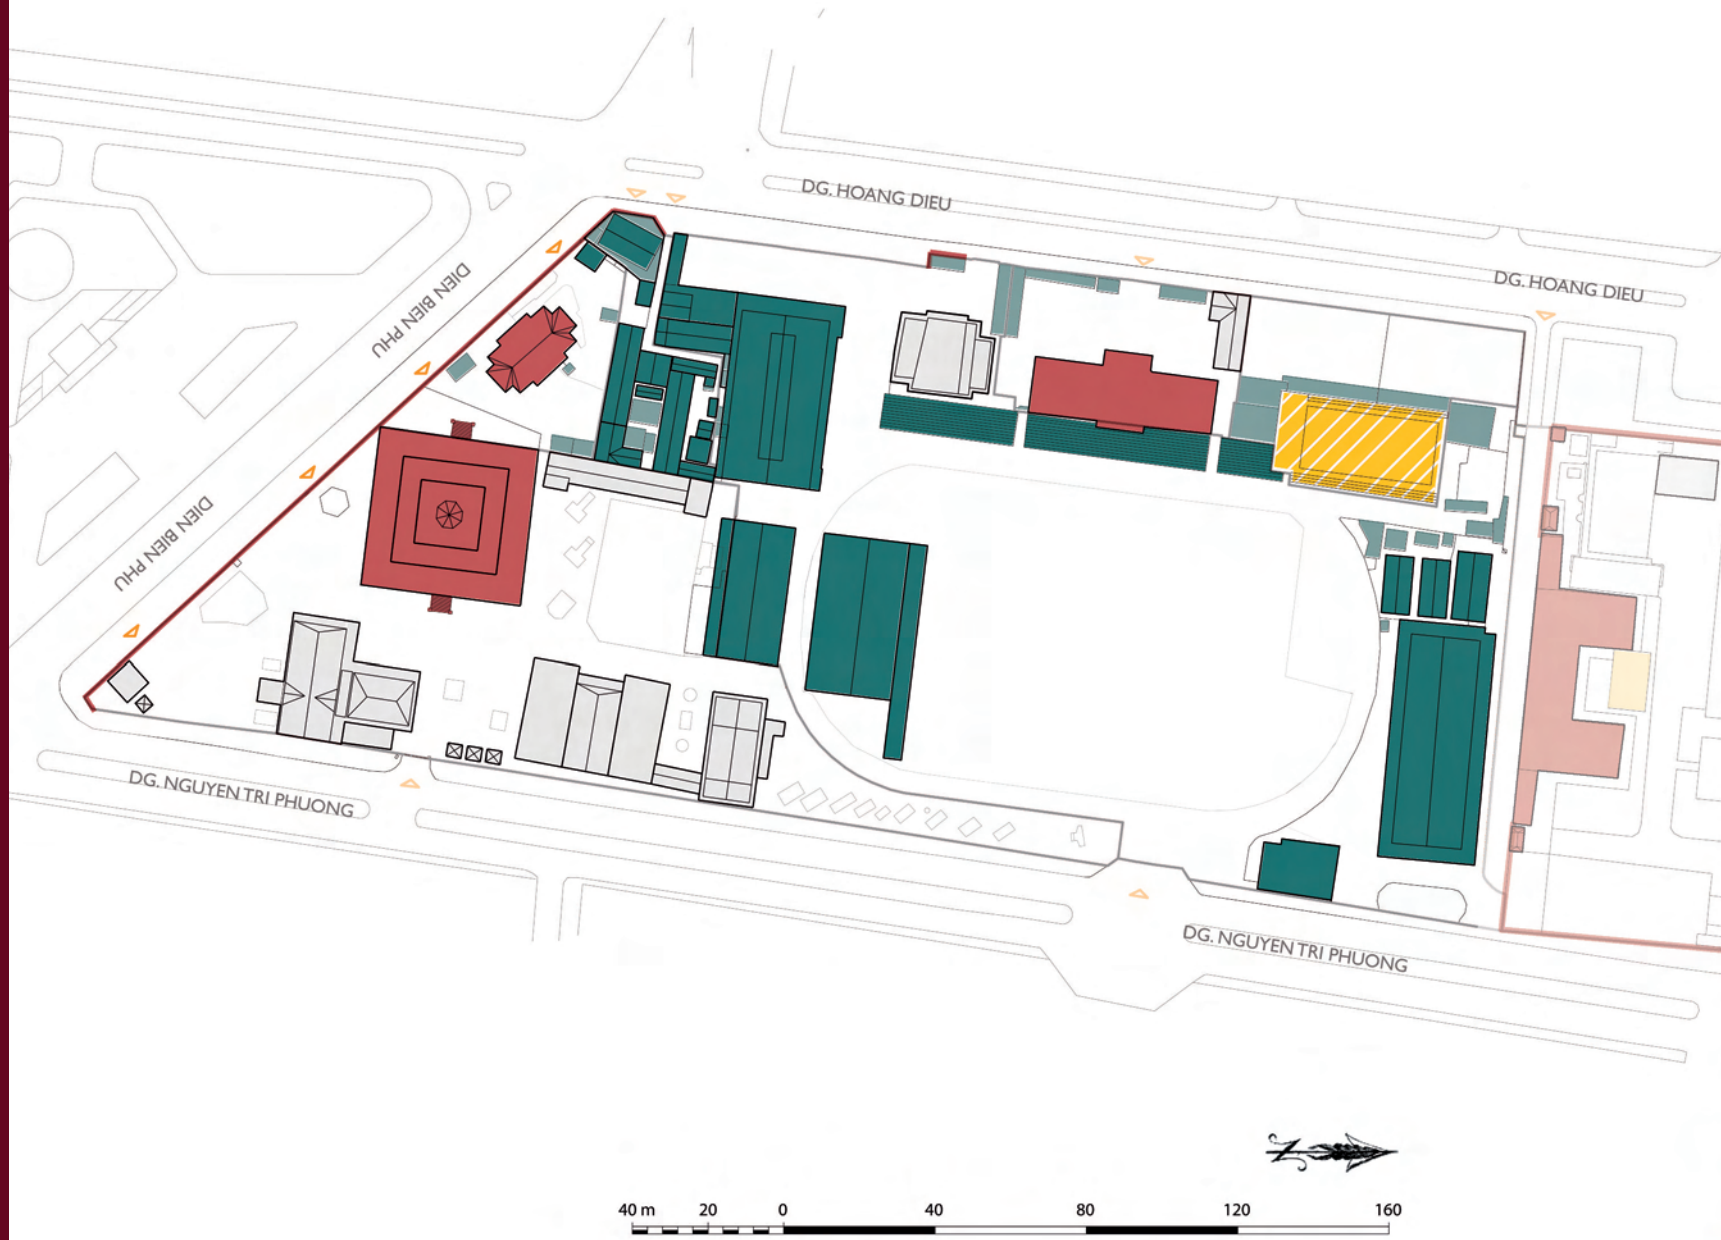 DG. HOANG DIEU
DG. HOANG DIEU
DIEN BIEN PHU
DIEN BIEN PHU
DG. NGUYEN TRI PHUONG
DG. NGUYEN TRI PHUONG
N
40 m 20 0 40 80 120 160